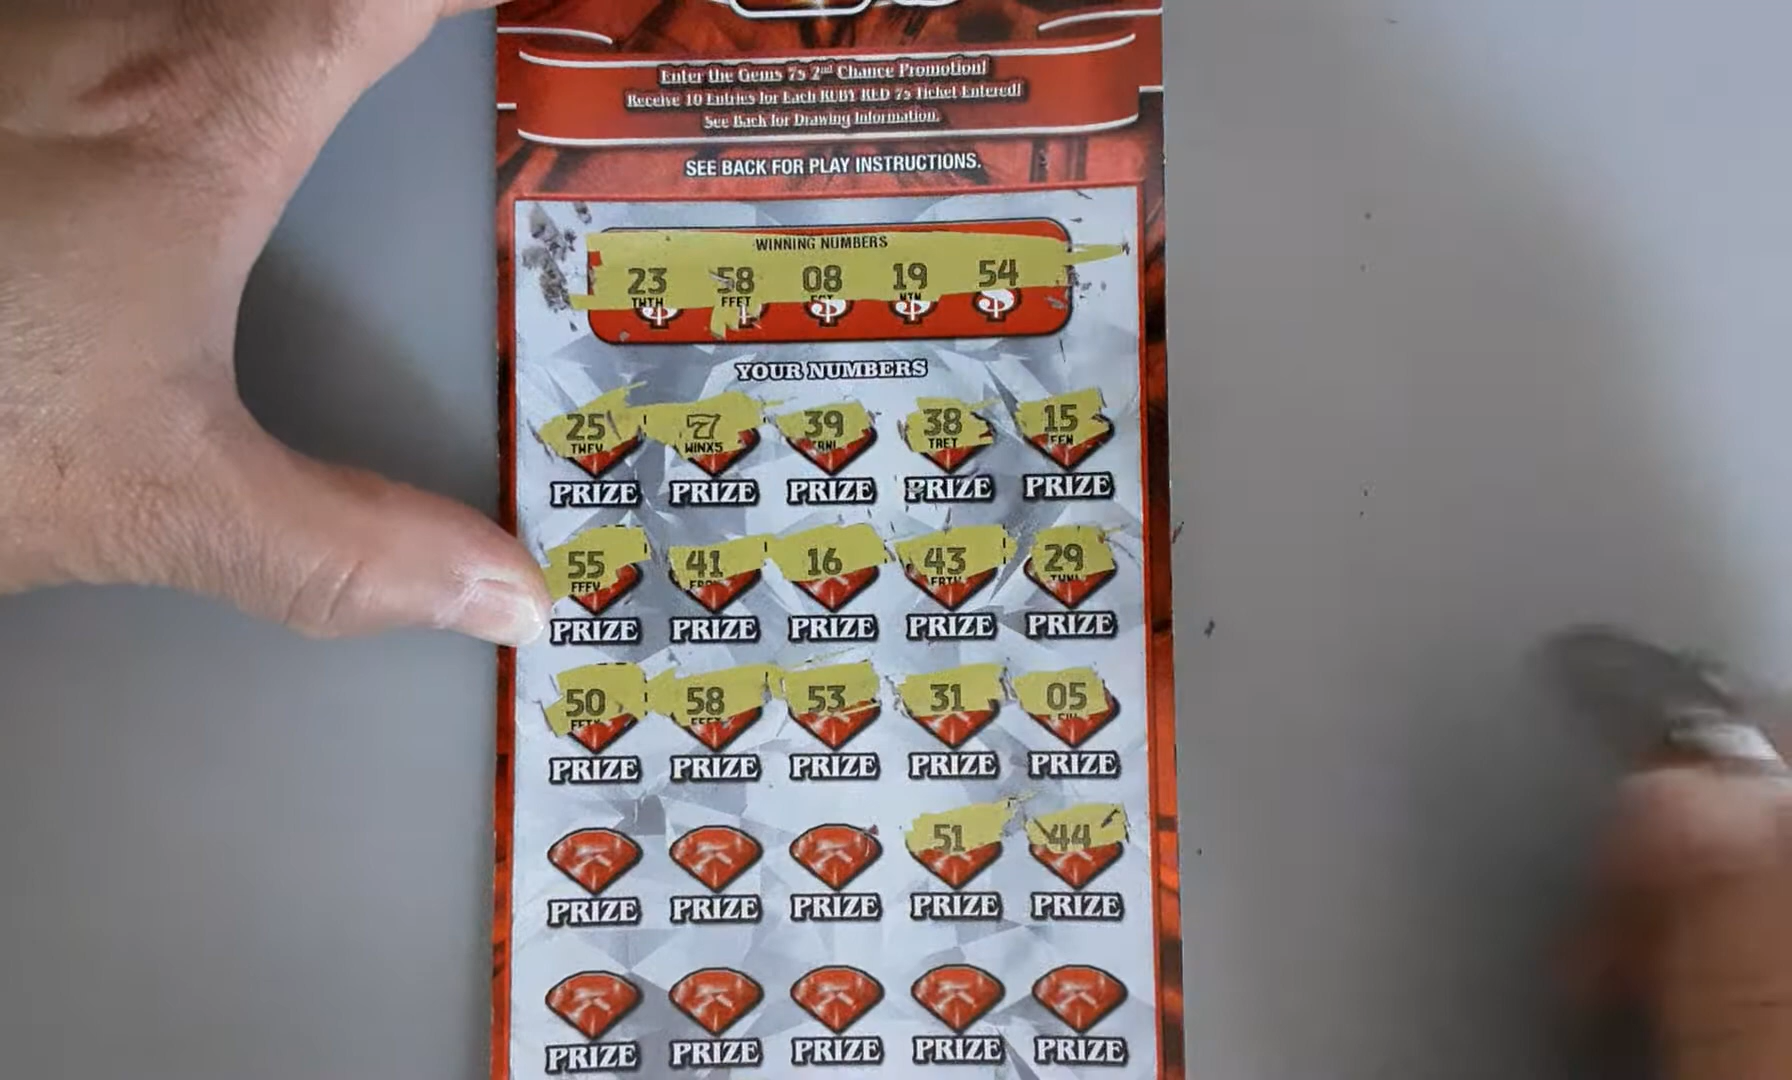 Enter the Gems 7s 2nd Chance Promotion!
Receive 10 Entries for Each RUBY RED 7s Ticket Entered!
See Back for Drawing Information.
SEE BACK FOR PLAY INSTRUCTIONS.
WINNING NUMBERS
23 58 08 19 54
TWTH FFET
YOUR NUMBERS
25 7 39 38 15
TWFV WINX5 TRET
PRIZE PRIZE PRIZE PRIZE PRIZE
55 41 16 43 29
FFFV
PRIZE PRIZE PRIZE PRIZE PRIZE
50 58 53 31 05
PRIZE PRIZE PRIZE PRIZE PRIZE
51 44
PRIZE PRIZE PRIZE PRIZE PRIZE
PRIZE PRIZE PRIZE PRIZE PRIZE